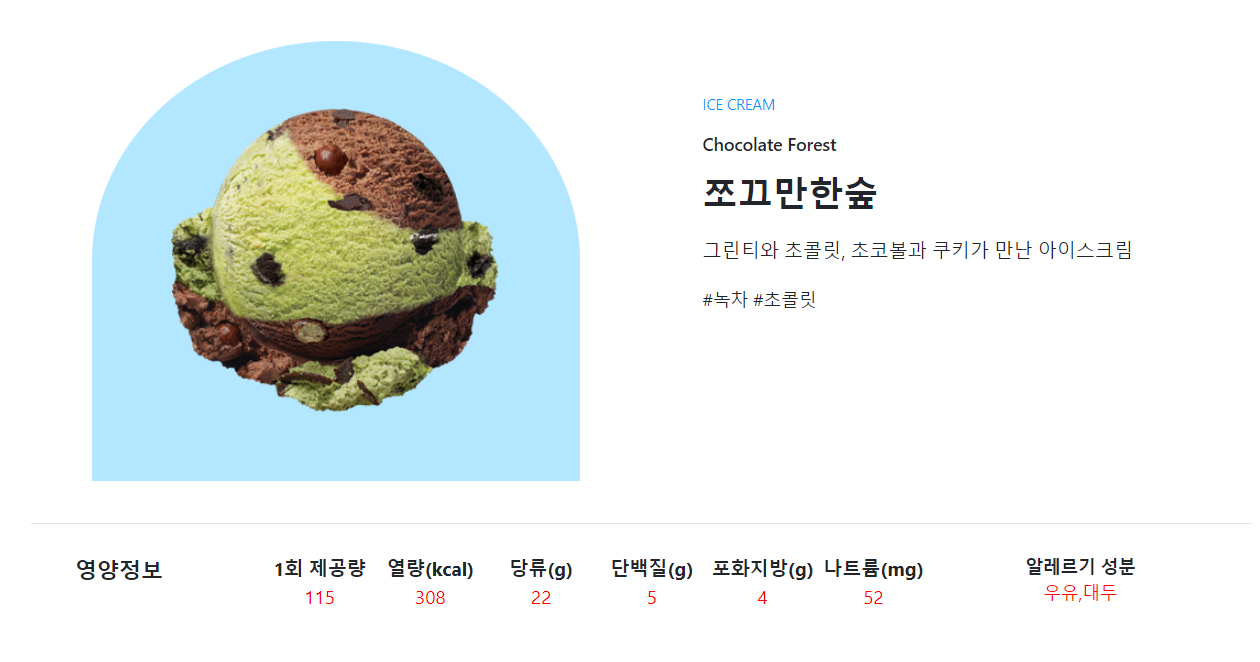 ICE CREAM
Chocolate Forest
쪼끄만한숲
그린티와 초콜릿, 초코볼과 쿠키가 만난 아이스크림
#녹차 #초콜릿
영양정보
1회 제공량 열량(kcal) 당류(g) 단백질(g) 포화지방(g) 나트륨(mg) 알레르기 성분
115 308 22 5 4 52 우유,대두